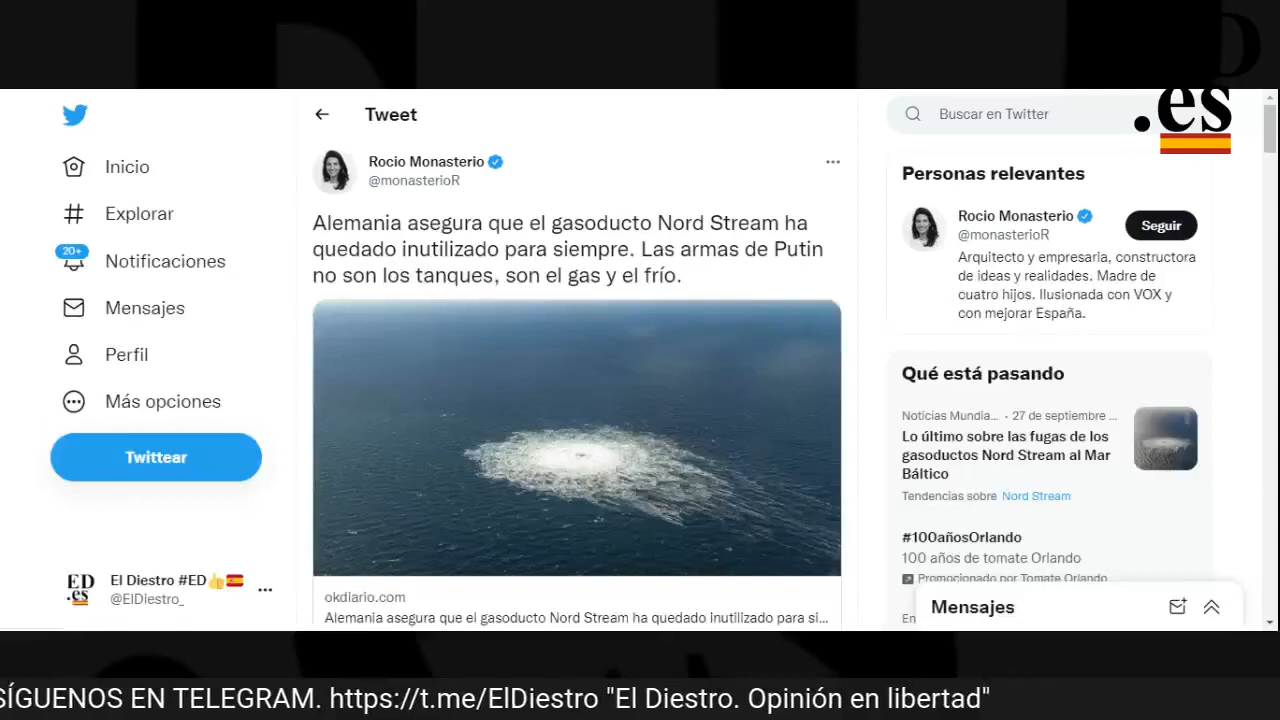 .es
Tweet
Buscar en Twitter
Inicio
Explorar
20+
Notificaciones
Mensajes
Perfil
Más opciones
Twittear
El Diestro #ED👍🇪🇸
@ElDiestro_
ED
.es
Rocio Monasterio
@monasterioR
Alemania asegura que el gasoducto Nord Stream ha
quedado inutilizado para siempre. Las armas de Putin
no son los tanques, son el gas y el frío.
okdiario.com
Alemania asegura que el gasoducto Nord Stream ha quedado inutilizado para si...
Personas relevantes
Rocio Monasterio
@monasterioR
Seguir
Arquitecto y empresaria, constructora
de ideas y realidades. Madre de
cuatro hijos. Ilusionada con VOX y
con mejorar España.
Qué está pasando
Noticias Mundia... · 27 de septiembre ...
Lo último sobre las fugas de los
gasoductos Nord Stream al Mar
Báltico
Tendencias sobre Nord Stream
#100añosOrlando
100 años de tomate Orlando
Promocionado por Tomate Orlando
En
Mensajes
SÍGUENOS EN TELEGRAM. https://t.me/ElDiestro "El Diestro. Opinión en libertad"